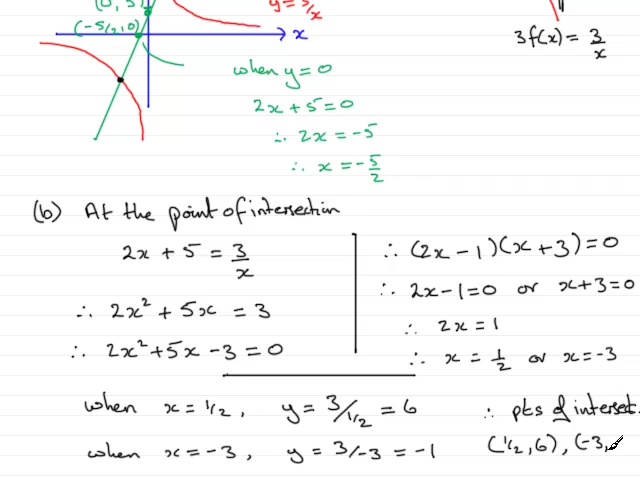 (0, 5)
y = 3/x
(-5/2, 0)
x
3f(x) = 3/x
when y = 0
2x + 5 = 0
∴ 2x = -5
∴ x = -5/2
(b) At the point of intersection
2x + 5 = 3/x
∴ 2x² + 5x = 3
∴ 2x² + 5x - 3 = 0
∴ (2x - 1)(x + 3) = 0
∴ 2x - 1 = 0 or x + 3 = 0
∴ 2x = 1
∴ x = 1/2 or x = -3
when x = 1/2, y = 3/1/2 = 6
when x = -3, y = 3/-3 = -1
∴ pts of intersect.
(1/2, 6), (-3,